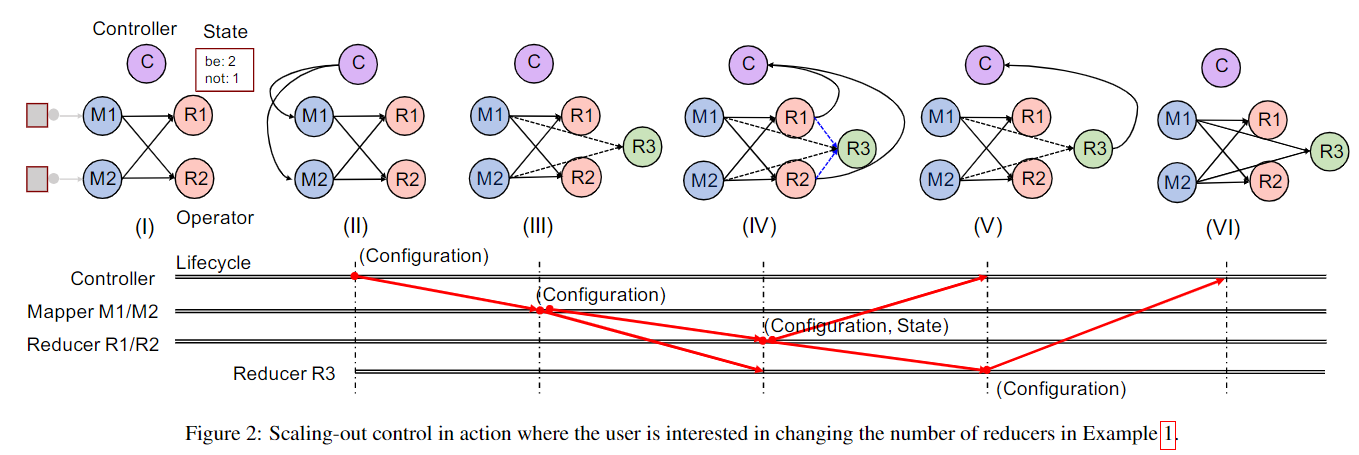 Controller
State
C
C
C
C
C
C
be: 2
not: 1
M1
R1
M1
R1
M1
R1
M1
R1
M1
R1
M1
R1
R3
R3
R3
R3
M2
R2
M2
R2
M2
R2
M2
R2
M2
R2
M2
R2
Operator
(I)
(II)
(III)
(IV)
(V)
(VI)
Lifecycle
(Configuration)
Controller
(Configuration)
Mapper M1/M2
(Configuration, State)
Reducer R1/R2
Reducer R3
(Configuration)
Figure 2: Scaling-out control in action where the user is interested in changing the number of reducers in Example 1.